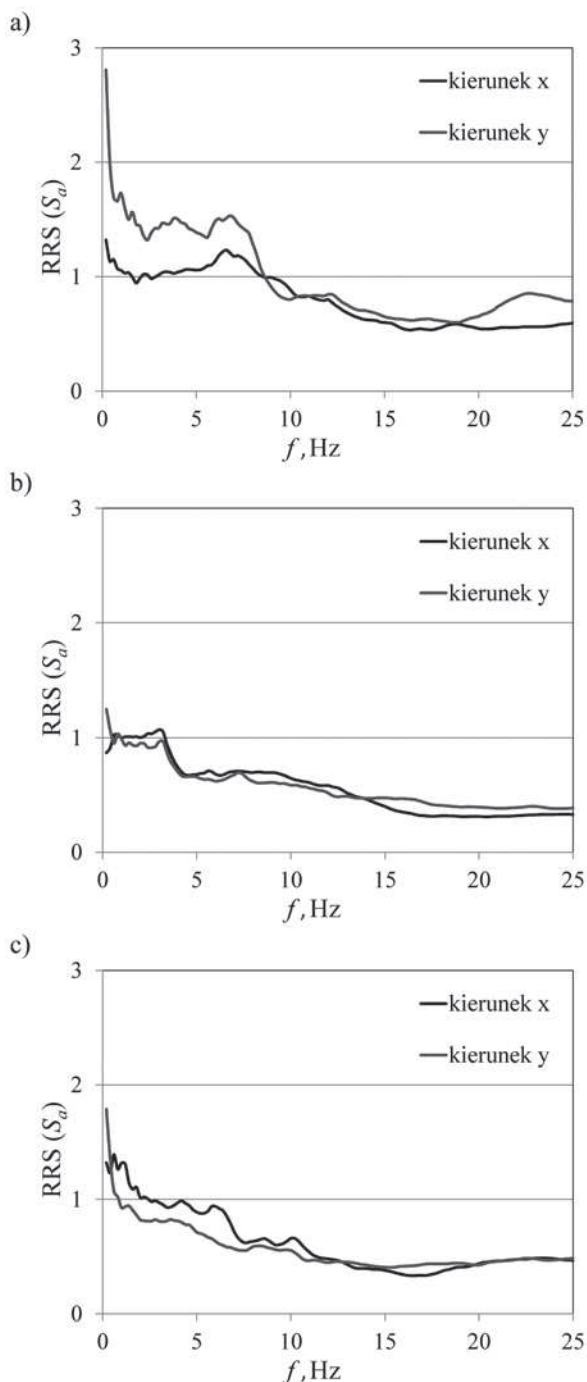 a)
3
kierunek x
kierunek y
2
RRS (Sₐ)
1
0
0 5 10 15 20 25
f, Hz
b)
3
kierunek x
kierunek y
2
RRS (Sₐ)
1
0
0 5 10 15 20 25
f, Hz
c)
3
kierunek x
kierunek y
2
RRS (Sₐ)
1
0
0 5 10 15 20 25
f, Hz